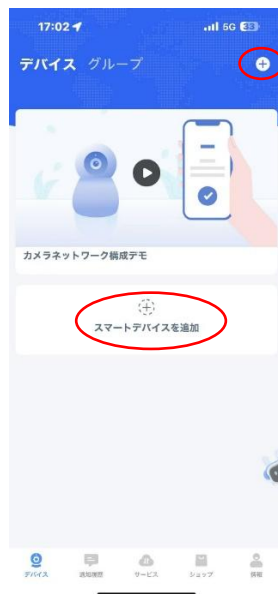 17:02
5G
デバイス グループ
カメラネットワーク構成デモ
スマートデバイスを追加
デバイス 通知履歴 サービス ショップ 情報